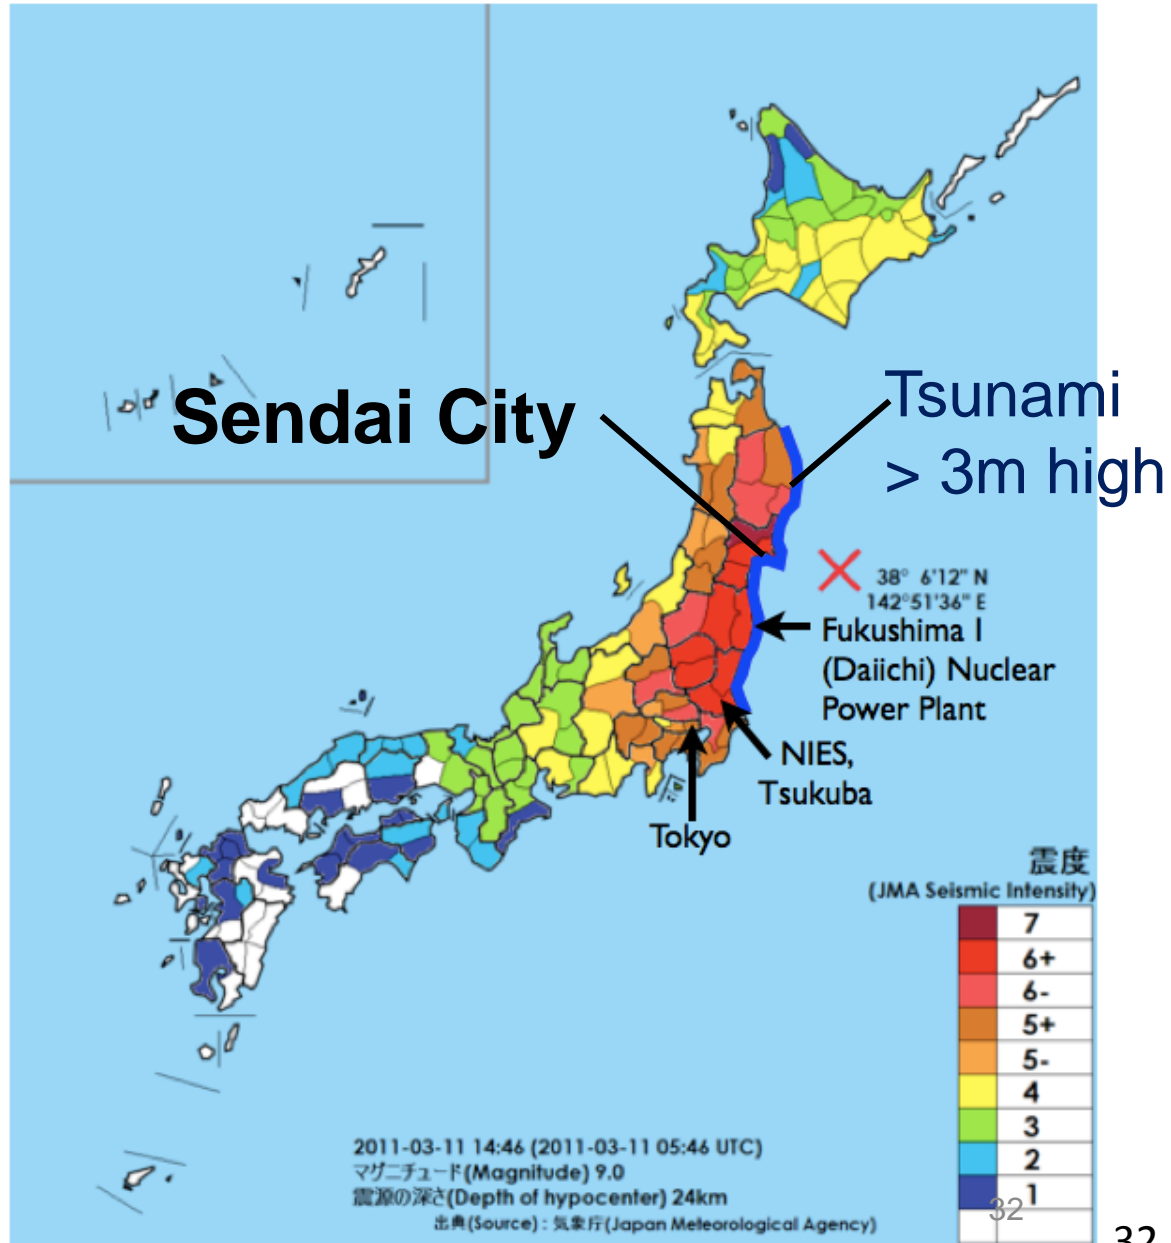 Sendai City
Tsunami
> 3m high
38° 6'12" N
142°51'36" E
Fukushima I
(Daiichi) Nuclear
Power Plant
NIES,
Tsukuba
Tokyo
震度
(JMA Seismic Intensity)
7
6+
6-
5+
5-
4
3
2
1
2011-03-11 14:46 (2011-03-11 05:46 UTC)
マグニチュード(Magnitude) 9.0
震源の深さ(Depth of hypocenter) 24km
出典(Source) : 気象庁(Japan Meteorological Agency)
32
32